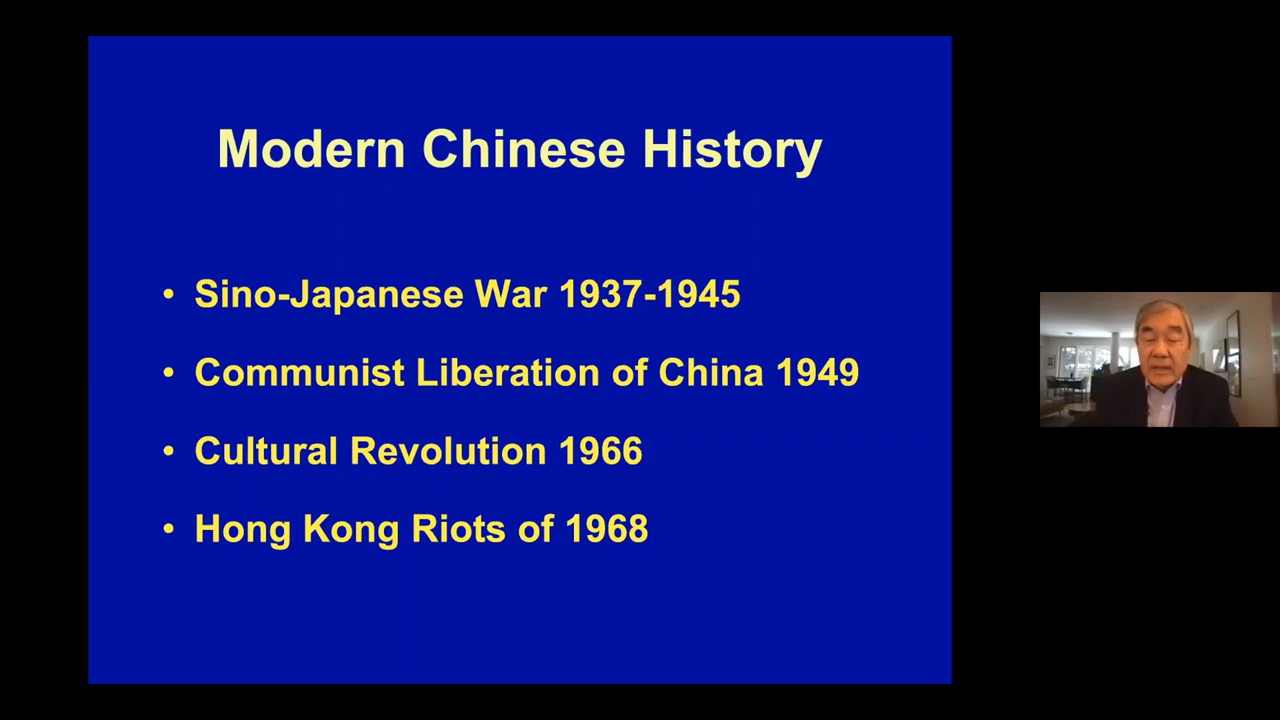 Modern Chinese History
• Sino-Japanese War 1937-1945
• Communist Liberation of China 1949
• Cultural Revolution 1966
• Hong Kong Riots of 1968